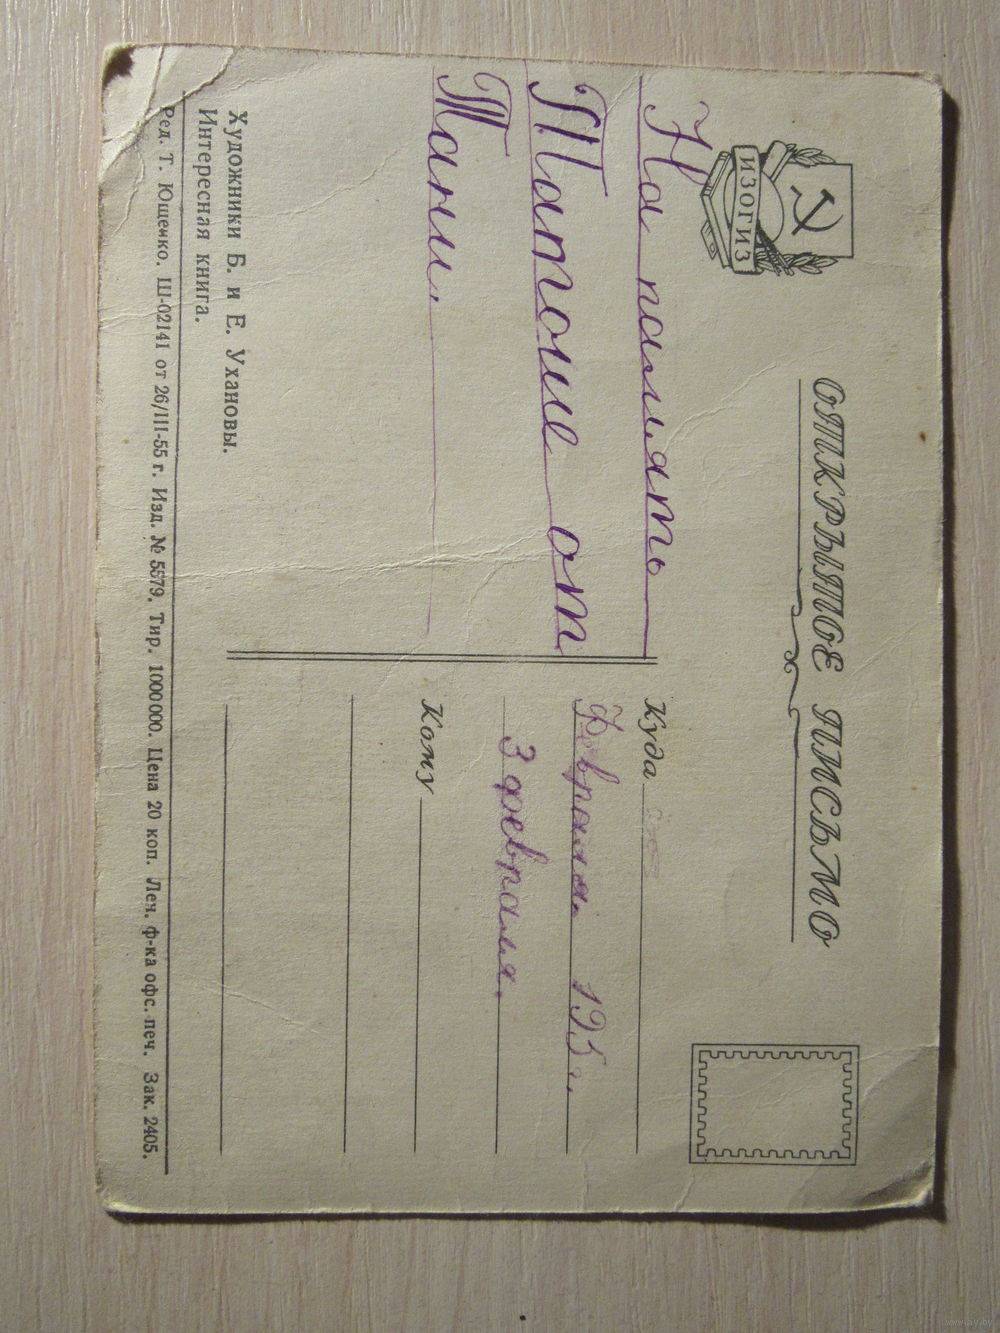 ИЗОГИЗ
ОТКРЫТОЕ ПИСЬМО
На память
Татоше от
Тани.
Куда
Февраля. 195 г.
3 февраля.
Кому
Художники Б. и Е. Ухановы.
Интересная книга.
Ред. Т. Ющенко. Ш-02141 от 26/III-55 г. Изд. № 5579. Тир. 1000000. Цена 20 коп. Лен. ф-ка офс. печ. Зак. 2405.